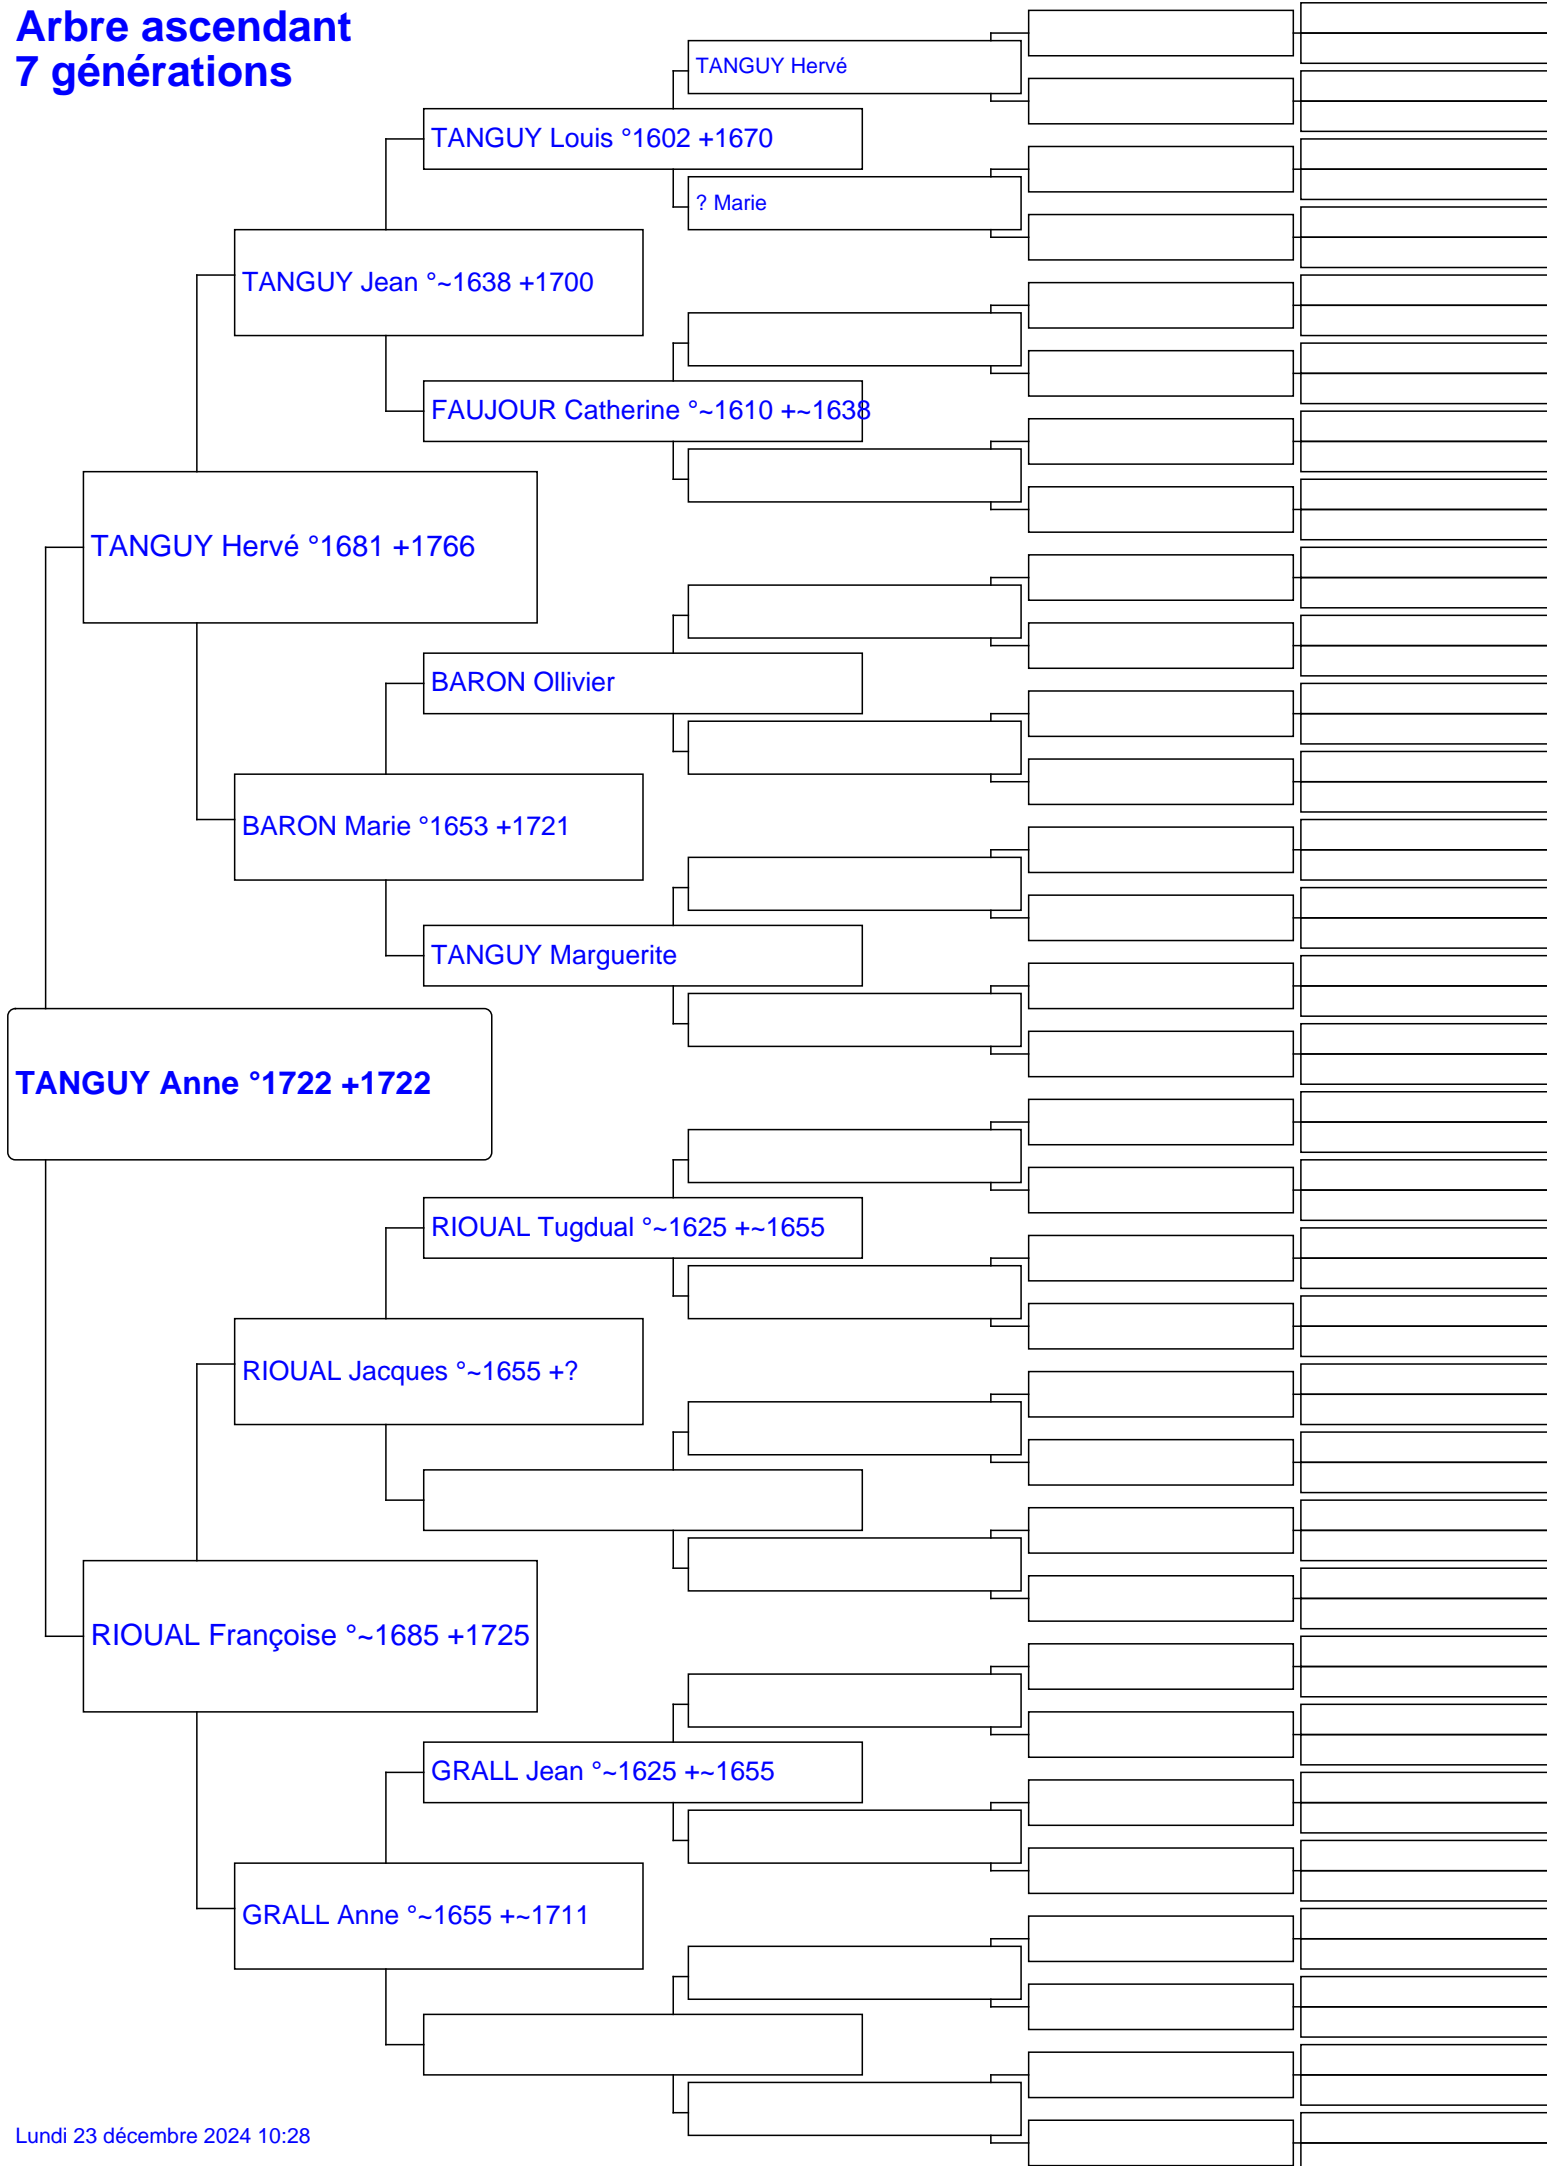 Arbre ascendant
7 générations
TANGUY Hervé
TANGUY Louis °1602 +1670
? Marie
TANGUY Jean °~1638 +1700
FAUJOUR Catherine °~1610 +~1638
TANGUY Hervé °1681 +1766
BARON Ollivier
BARON Marie °1653 +1721
TANGUY Marguerite
TANGUY Anne °1722 +1722
RIOUAL Tugdual °~1625 +~1655
RIOUAL Jacques °~1655 +?
RIOUAL Françoise °~1685 +1725
GRALL Jean °~1625 +~1655
GRALL Anne °~1655 +~1711
Lundi 23 décembre 2024 10:28